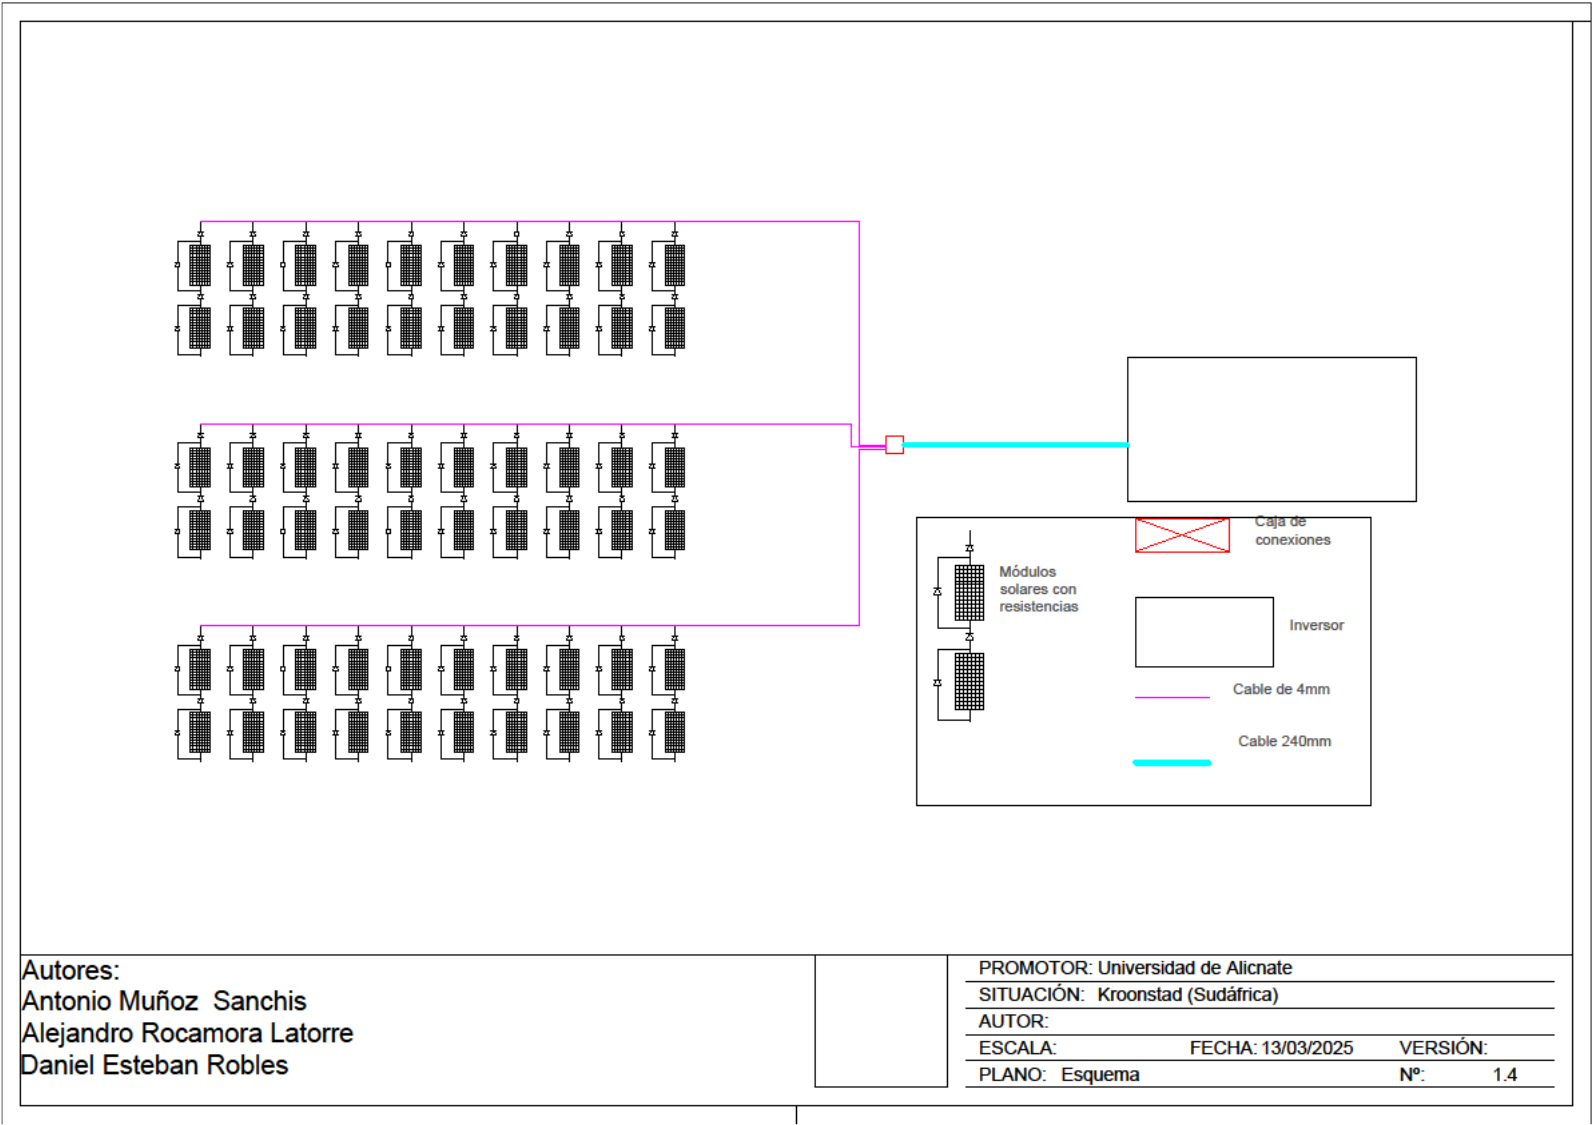 Caja de
conexiones
Módulos
solares con
resistencias
Inversor
Cable de 4mm
Cable 240mm
Autores:
Antonio Muñoz Sanchis
Alejandro Rocamora Latorre
Daniel Esteban Robles
PROMOTOR: Universidad de Alicnate
SITUACIÓN: Kroonstad (Sudáfrica)
AUTOR:
ESCALA: FECHA: 13/03/2025 VERSIÓN:
PLANO: Esquema Nº: 1.4